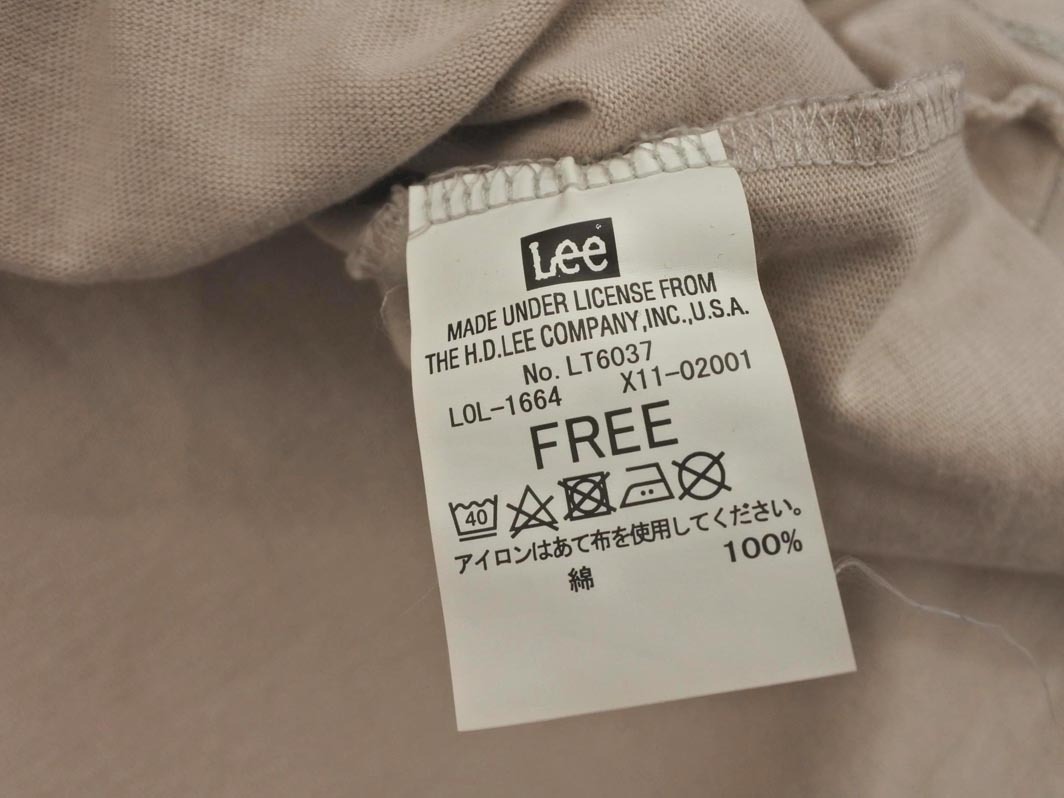 Lee
MADE UNDER LICENSE FROM
THE H.D.LEE COMPANY,INC.,U.S.A.
No. LT6037
LOL-1664 X11-02001
FREE
40
アイロンはあて布を使用してください。
綿 100%